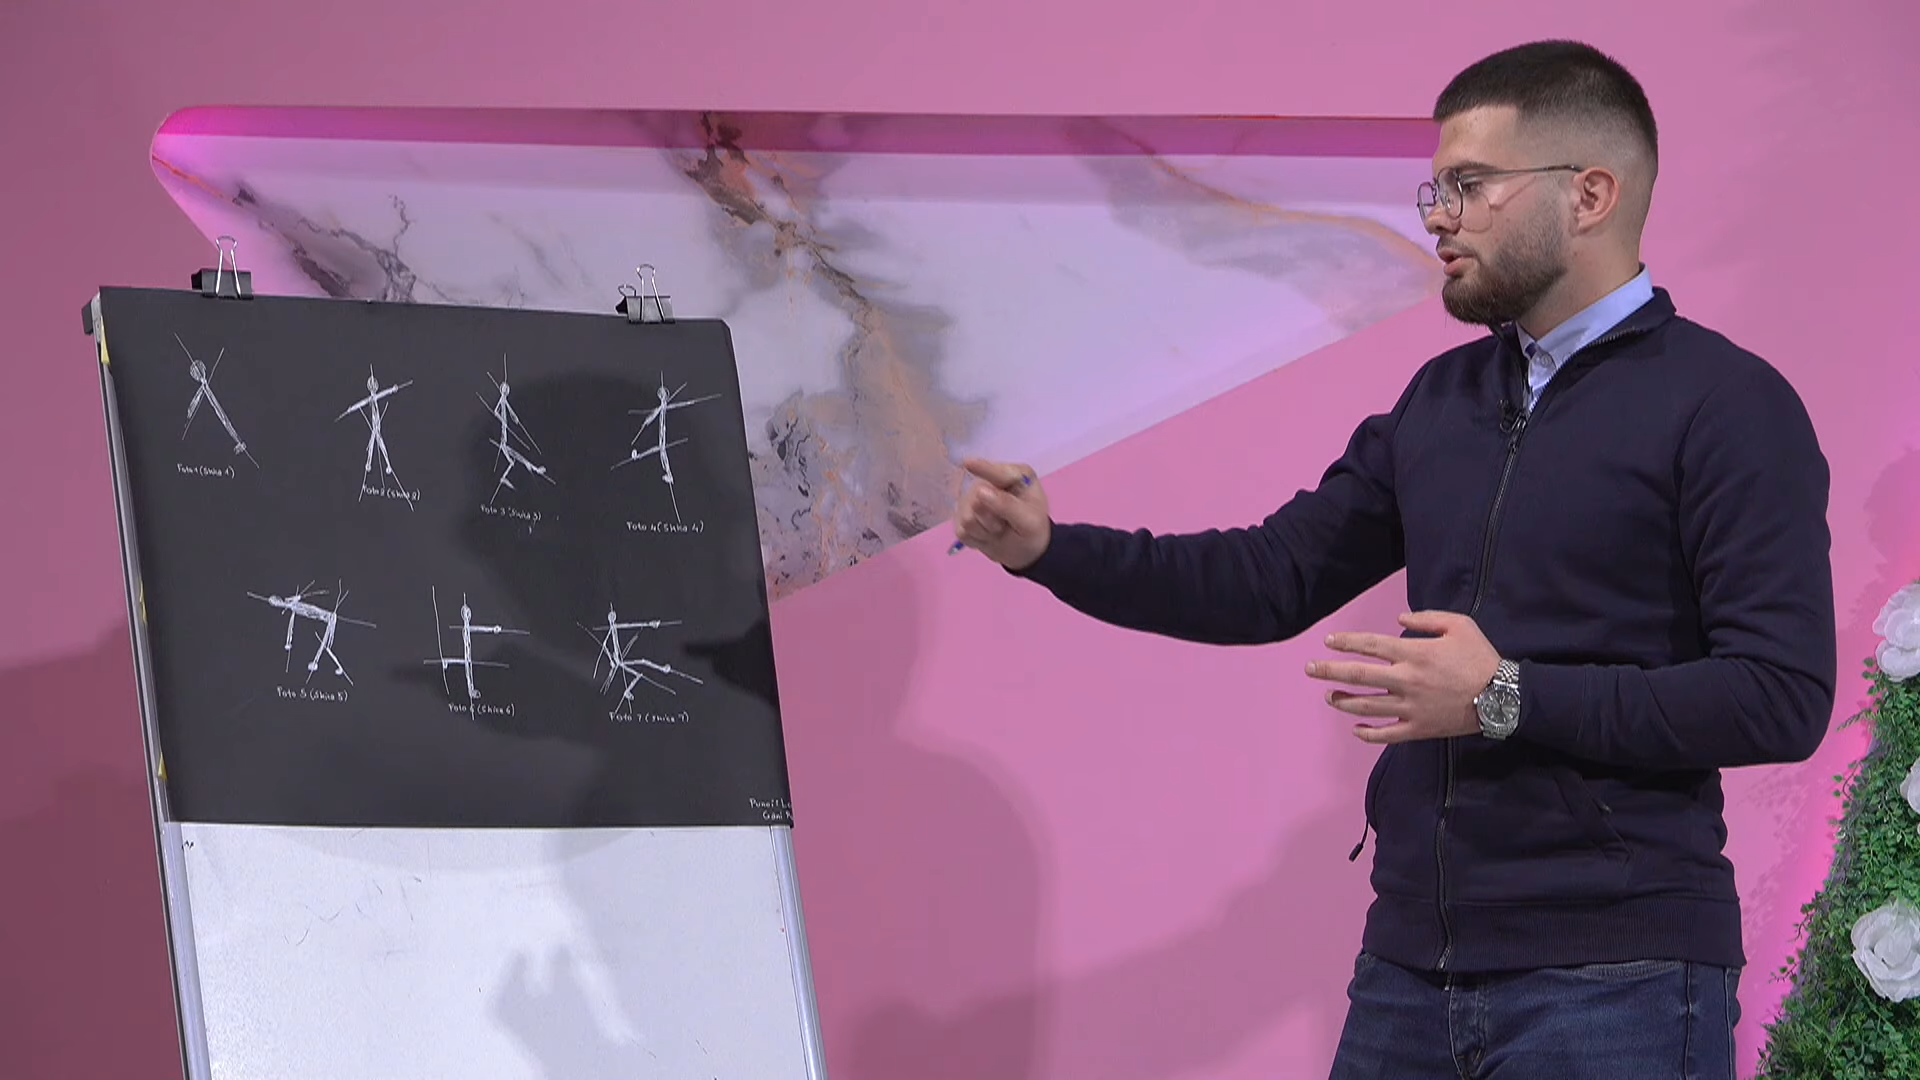 Foto 1 (Skica 1)
Foto 2 (Skica 2)
Foto 3 (Skica 3)
Foto 4 (Skica 4)
Foto 5 (Skica 5)
Foto 6 (Skica 6)
Foto 7 (Skica 7)